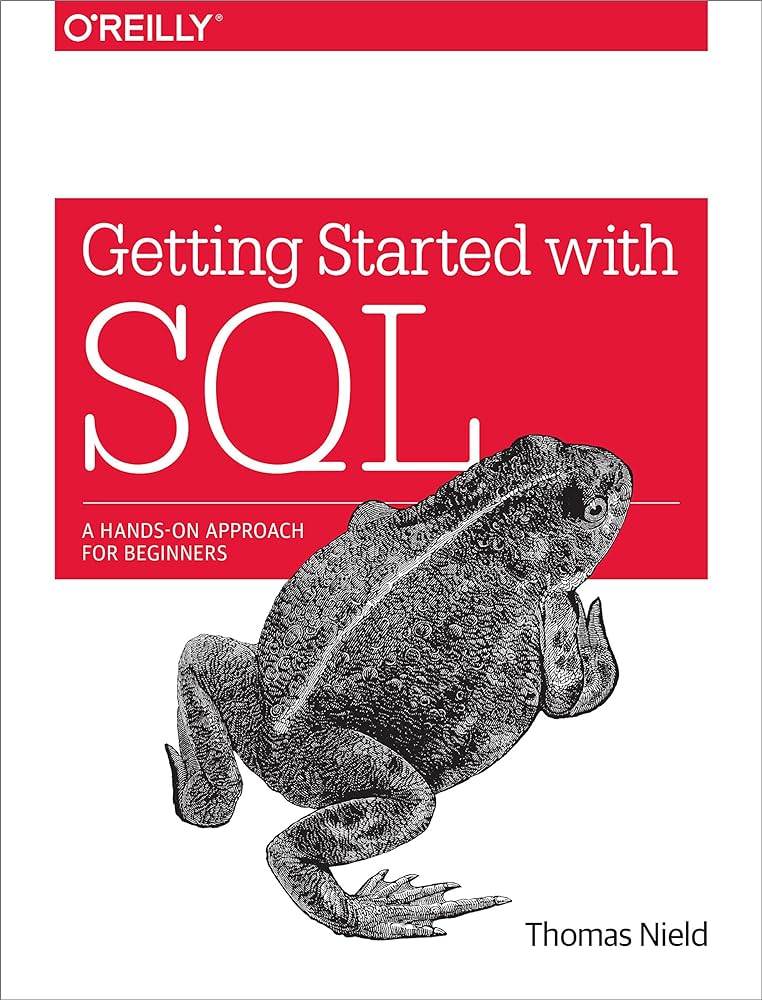 O'REILLY®
Getting Started with
SQL
A HANDS-ON APPROACH
FOR BEGINNERS
Thomas Nield